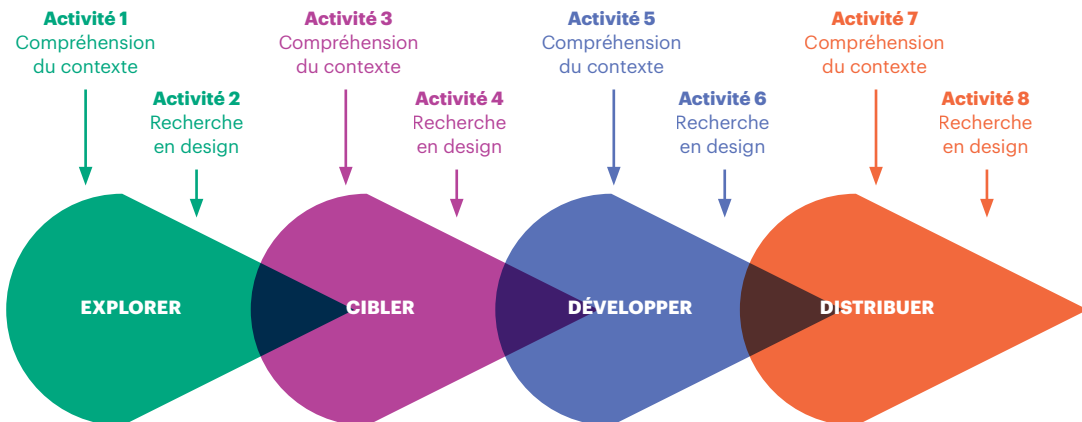 Activité 1
Compréhension
du contexte
Activité 2
Recherche
en design
Activité 3
Compréhension
du contexte
Activité 4
Recherche
en design
Activité 5
Compréhension
du contexte
Activité 6
Recherche
en design
Activité 7
Compréhension
du contexte
Activité 8
Recherche
en design
EXPLORER
CIBLER
DÉVELOPPER
DISTRIBUER